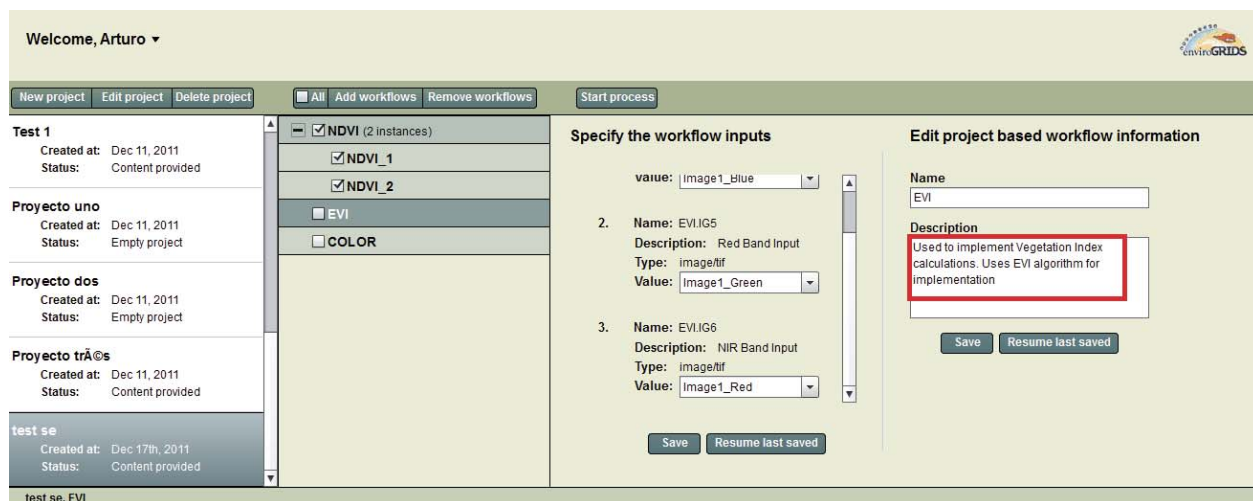 Welcome, Arturo
enviroGRIDS
New project Edit project Delete project
All Add workflows Remove workflows
Start process
Test 1
Created at: Dec 11, 2011
Status: Content provided
Proyecto uno
Created at: Dec 11, 2011
Status: Empty project
Proyecto dos
Created at: Dec 11, 2011
Status: Empty project
Proyecto trÃ©s
Created at: Dec 11, 2011
Status: Content provided
test se
Created at: Dec 17th, 2011
Status: Content provided
NDVI (2 instances)
NDVI_1
NDVI_2
EVI
COLOR
Specify the workflow inputs
Value: Image1_Blue
2. Name: EVI.IG5
Description: Red Band Input
Type: image/tif
Value: Image1_Green
3. Name: EVI.IG6
Description: NIR Band Input
Type: image/tif
Value: Image1_Red
Save Resume last saved
Edit project based workflow information
Name
EVI
Description
Used to implement Vegetation Index
calculations. Uses EVI algorithm for
implementation
Save Resume last saved
test se, EVI